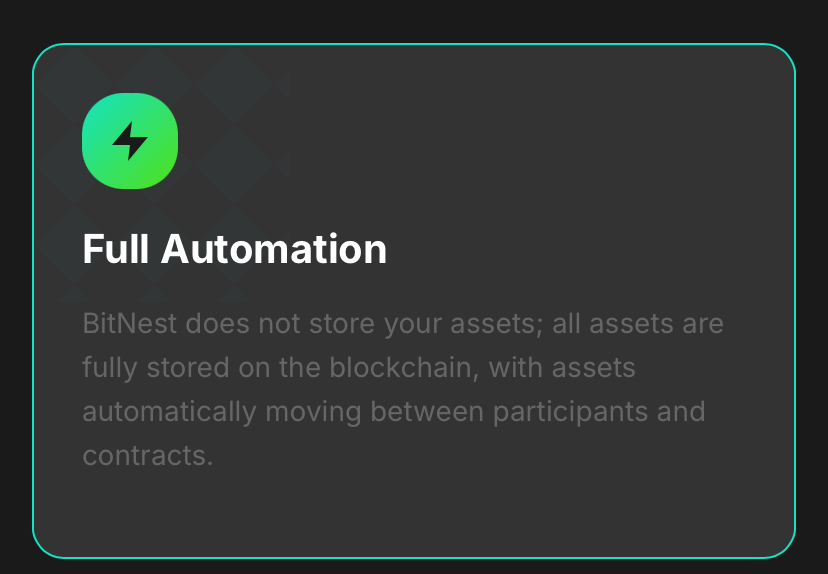 Full Automation
BitNest does not store your assets; all assets are
fully stored on the blockchain, with assets
automatically moving between participants and
contracts.